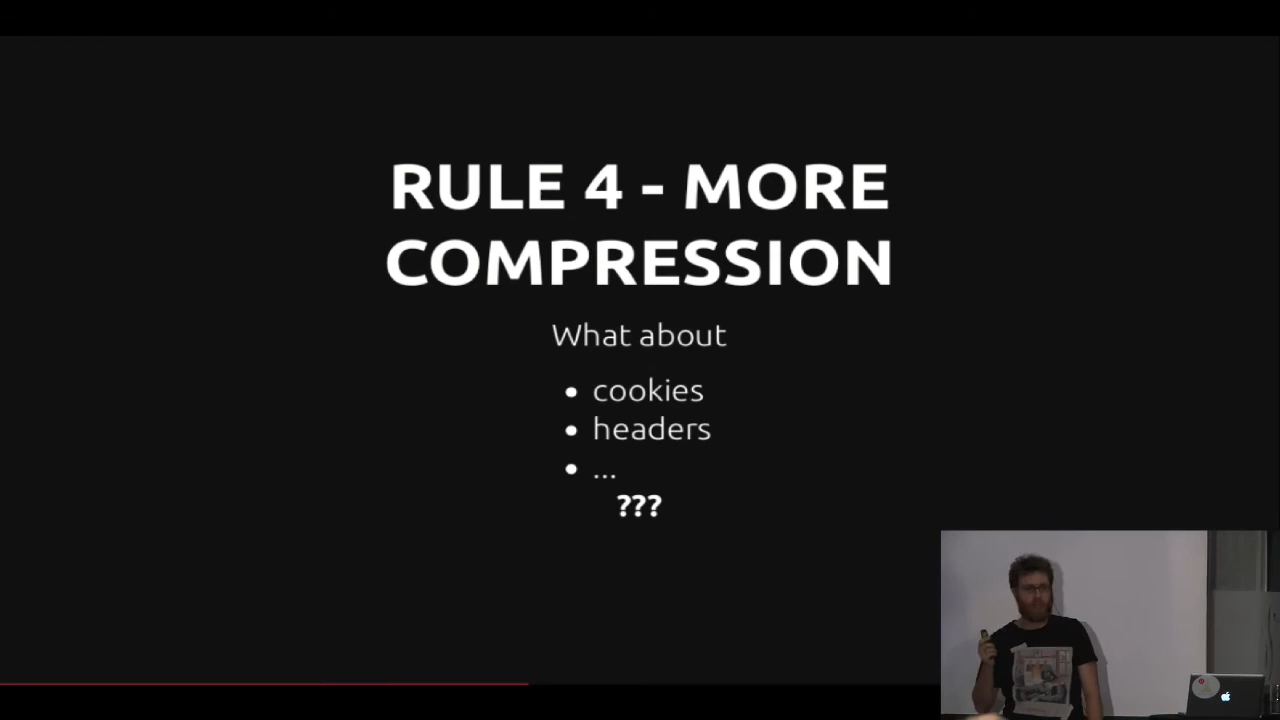 RULE 4 - MORE
COMPRESSION
What about
• cookies
• headers
• ...
???